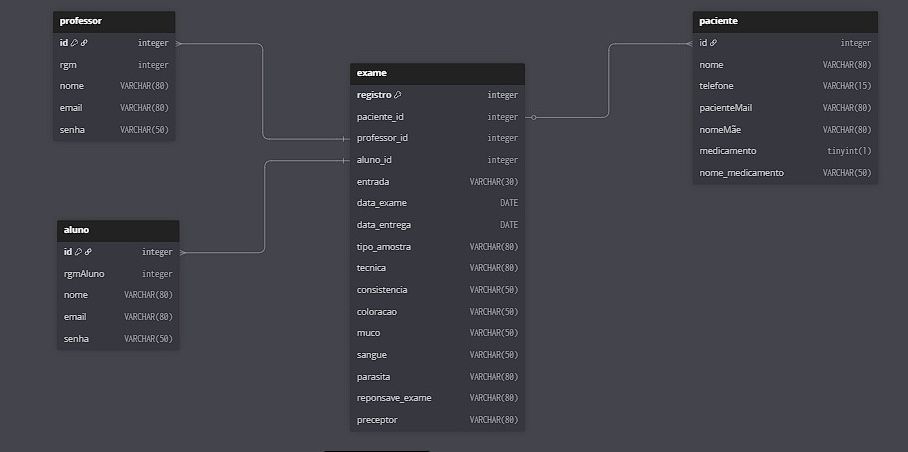 professor
id integer
rgm integer
nome VARCHAR(80)
email VARCHAR(80)
senha VARCHAR(50)
aluno
id integer
rgmAluno integer
nome VARCHAR(80)
email VARCHAR(80)
senha VARCHAR(50)
exame
registro integer
paciente_id integer
professor_id integer
aluno_id integer
entrada VARCHAR(30)
data_exame DATE
data_entrega DATE
tipo_amostra VARCHAR(80)
tecnica VARCHAR(80)
consistencia VARCHAR(50)
coloracao VARCHAR(50)
muco VARCHAR(50)
sangue VARCHAR(50)
parasita VARCHAR(80)
reponsave_exame VARCHAR(80)
preceptor VARCHAR(80)
paciente
id integer
nome VARCHAR(80)
telefone VARCHAR(15)
pacienteMail VARCHAR(80)
nomeMãe VARCHAR(80)
medicamento tinyint(1)
nome_medicamento VARCHAR(50)